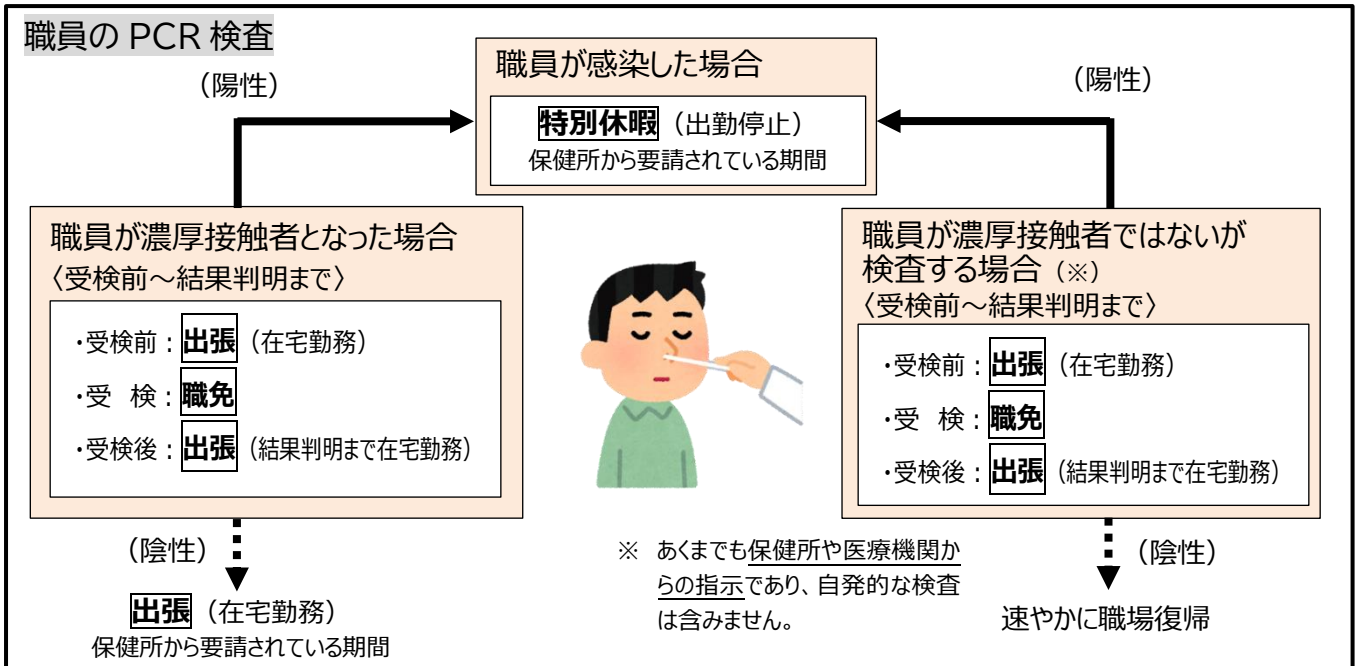 職員の PCR 検査
（陽性）
職員が感染した場合
特別休暇（出勤停止）
保健所から要請されている期間
（陽性）
職員が濃厚接触者となった場合
〈受検前～結果判明まで〉
・受検前：出張（在宅勤務）
・受　検：職免
・受検後：出張（結果判明まで在宅勤務）
（陰性）
出張（在宅勤務）
保健所から要請されている期間
職員が濃厚接触者ではないが
検査する場合（※）
〈受検前～結果判明まで〉
・受検前：出張（在宅勤務）
・受　検：職免
・受検後：出張（結果判明まで在宅勤務）
（陰性）
速やかに職場復帰
※　あくまでも保健所や医療機関か
らの指示であり、自発的な検査
は含みません。